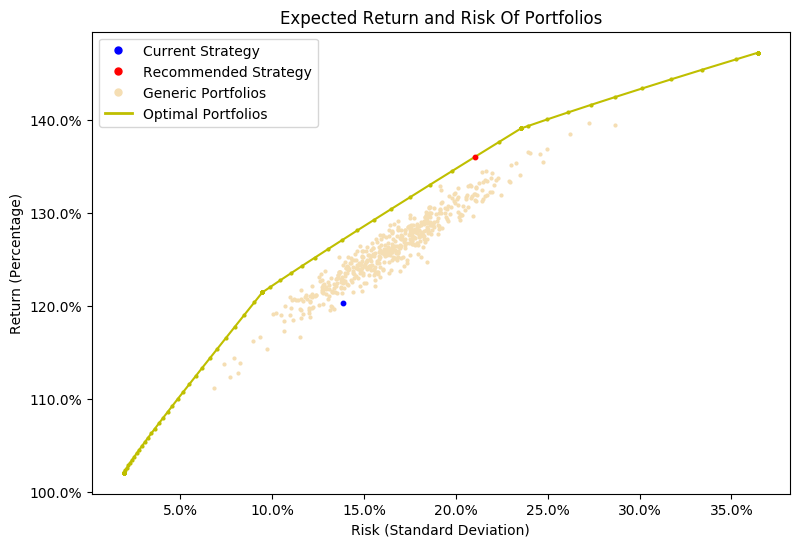 Expected Return and Risk Of Portfolios
Current Strategy
Recommended Strategy
Generic Portfolios
Optimal Portfolios
140.0%
130.0%
120.0%
110.0%
100.0%
Return (Percentage)
5.0% 10.0% 15.0% 20.0% 25.0% 30.0% 35.0%
Risk (Standard Deviation)